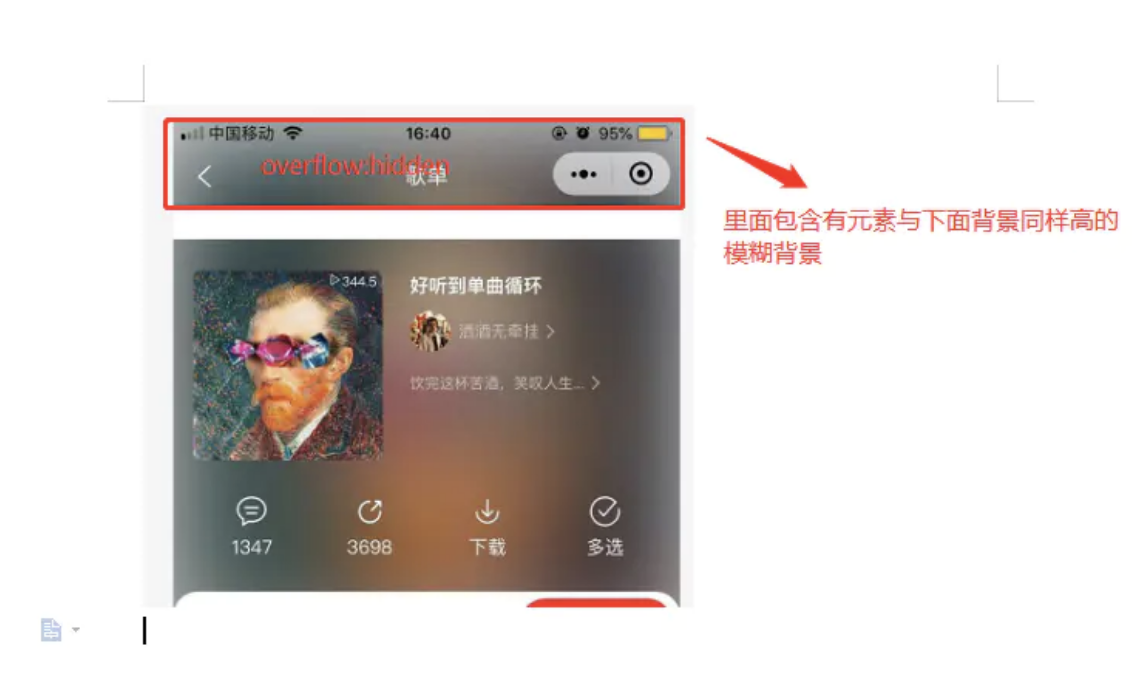 中国移动 16:40 95%
overflow:hidden
歌单
里面包含有元素与下面背景同样高的
模糊背景
344.5
好听到单曲循环
洒酒无牵挂
饮完这杯苦酒，笑叹人生...
1347 3698 下载 多选